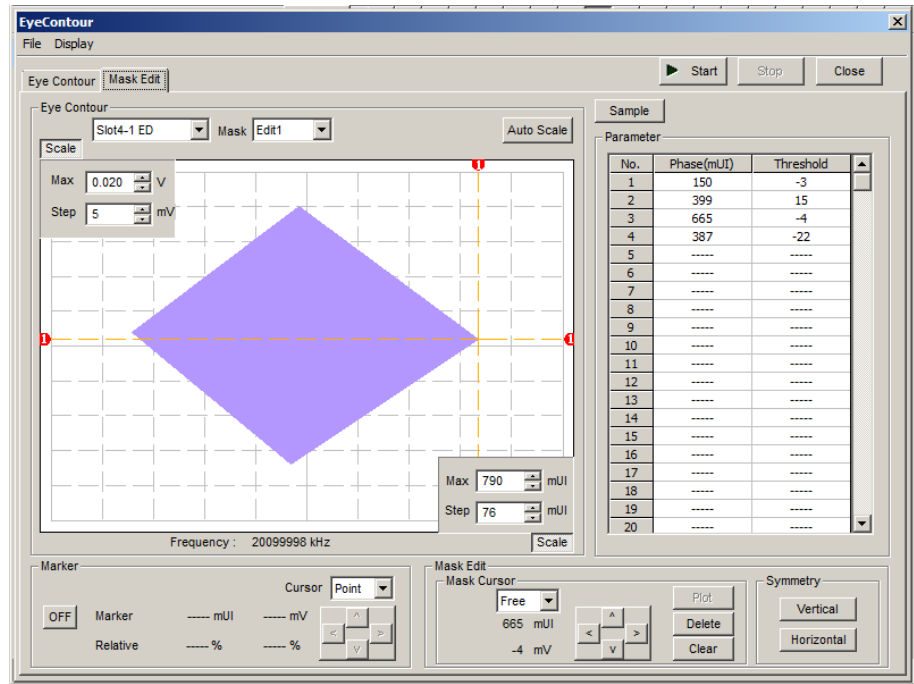 EyeContour
File Display
Eye Contour Mask Edit
Start Stop Close
Eye Contour
Slot4-1 ED Mask Edit1 Auto Scale
Scale
Max 0.020 V
Step 5 mV
1
1
1
Max 790 mUI
Step 76 mUI
Frequency : 20099998 kHz Scale
Sample
Parameter
No. Phase(mUI) Threshold
1 150 -3
2 399 15
3 665 -4
4 387 -22
5 ----- -----
6 ----- -----
7 ----- -----
8 ----- -----
9 ----- -----
10 ----- -----
11 ----- -----
12 ----- -----
13 ----- -----
14 ----- -----
15 ----- -----
16 ----- -----
17 ----- -----
18 ----- -----
19 ----- -----
20 ----- -----
Marker
Cursor Point
OFF Marker ----- mUI ----- mV
Relative ----- % ----- %
^
< >
v
Mask Edit
Mask Cursor
Free
665 mUI
-4 mV
^
< >
v
Plot
Delete
Clear
Symmetry
Vertical
Horizontal